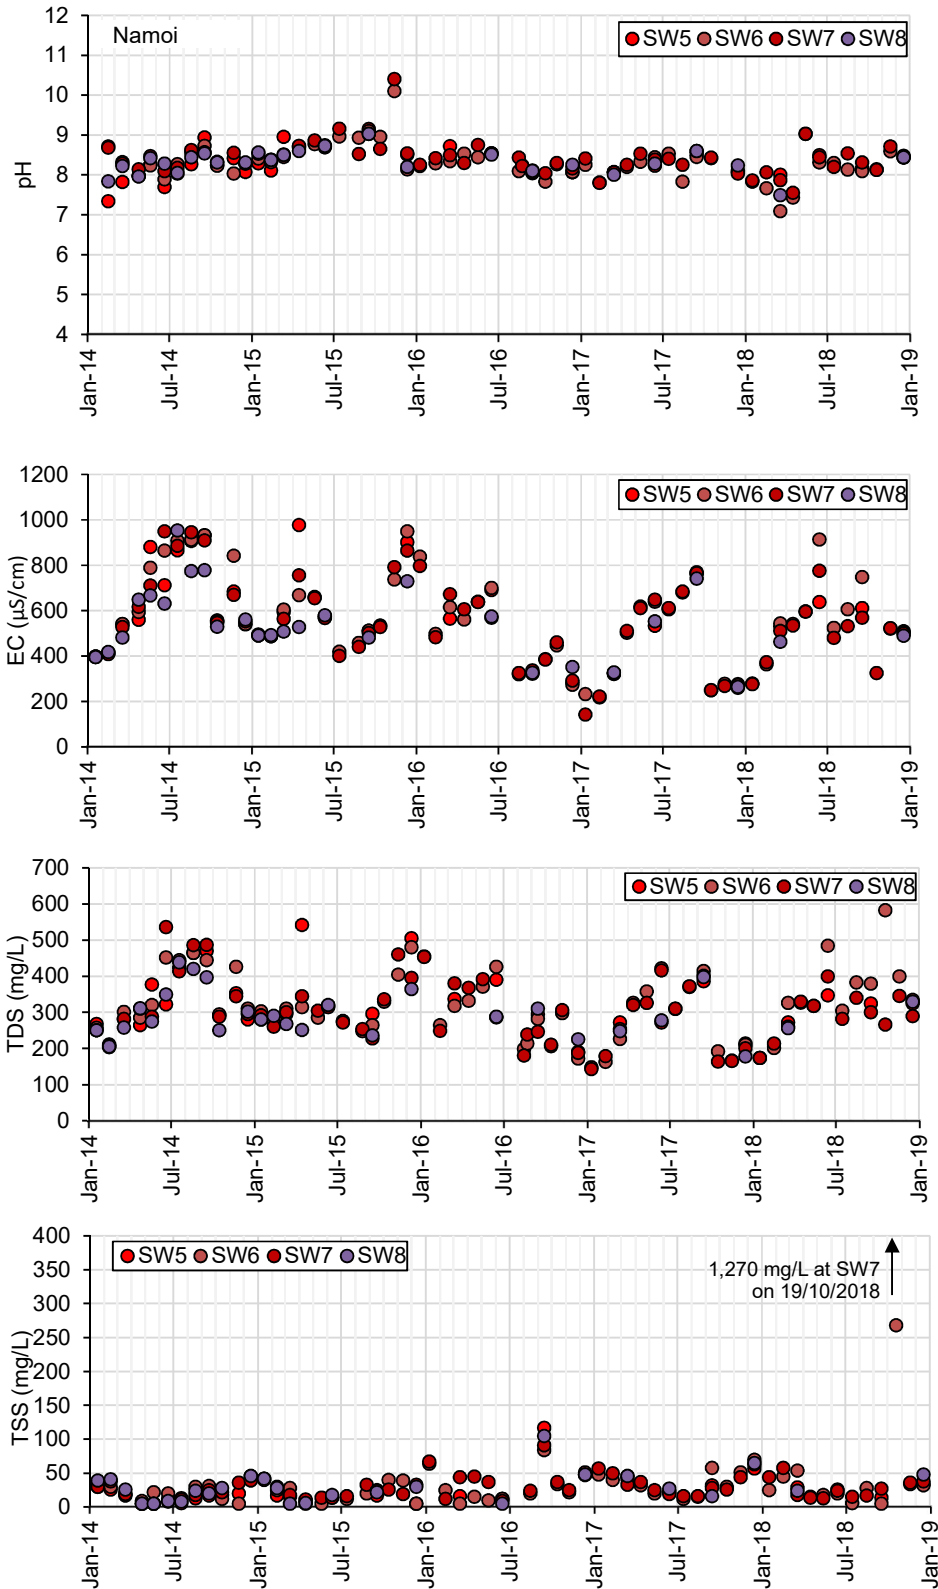 12
11
10
9
8
7
6
5
4
pH
Namoi
SW5 SW6 SW7 SW8
Jan-14 Jul-14 Jan-15 Jul-15 Jan-16 Jul-16 Jan-17 Jul-17 Jan-18 Jul-18 Jan-19
1200
1000
800
600
400
200
0
EC (µS/cm)
SW5 SW6 SW7 SW8
Jan-14 Jul-14 Jan-15 Jul-15 Jan-16 Jul-16 Jan-17 Jul-17 Jan-18 Jul-18 Jan-19
700
600
500
400
300
200
100
0
TDS (mg/L)
SW5 SW6 SW7 SW8
Jan-14 Jul-14 Jan-15 Jul-15 Jan-16 Jul-16 Jan-17 Jul-17 Jan-18 Jul-18 Jan-19
400
350
300
250
200
150
100
50
0
TSS (mg/L)
SW5 SW6 SW7 SW8
1,270 mg/L at SW7
on 19/10/2018
Jan-14 Jul-14 Jan-15 Jul-15 Jan-16 Jul-16 Jan-17 Jul-17 Jan-18 Jul-18 Jan-19